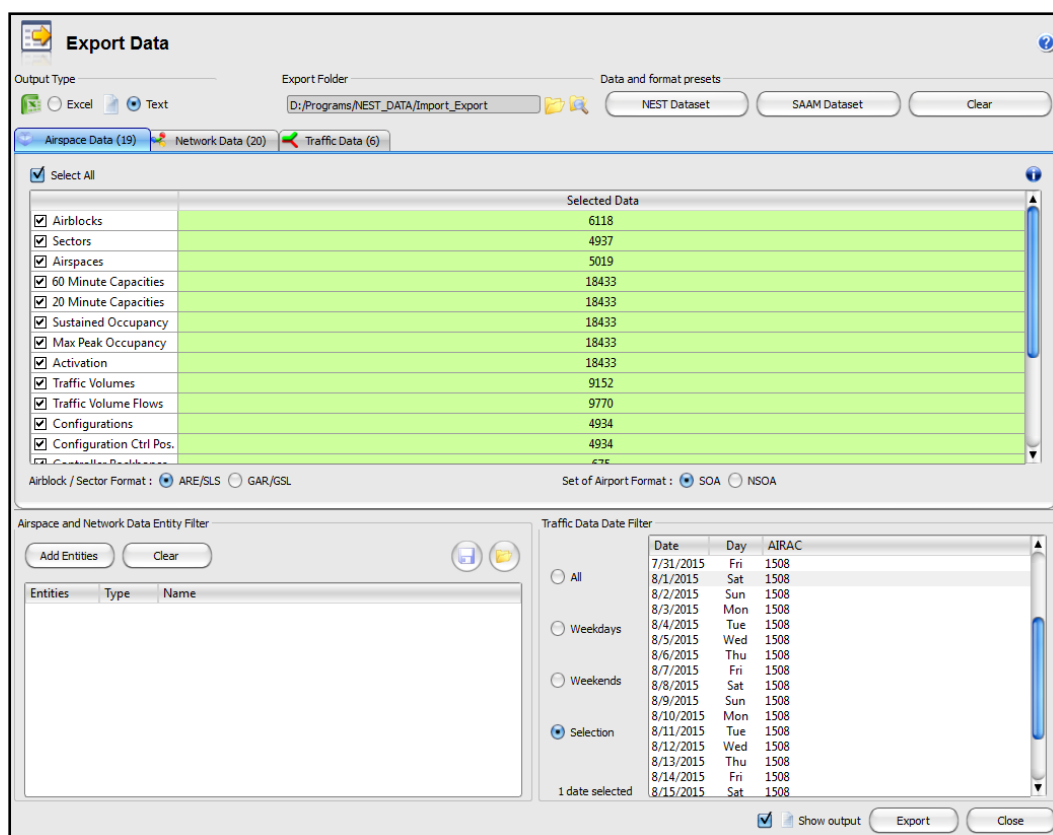 Export Data
Output Type
Export Folder
Data and format presets
Excel
Text
D:/Programs/NEST_DATA/Import_Export
NEST Dataset
SAAM Dataset
Clear
Airspace Data (19)
Network Data (20)
Traffic Data (6)
Select All
Selected Data
Airblocks 6118
Sectors 4937
Airspaces 5019
60 Minute Capacities 18433
20 Minute Capacities 18433
Sustained Occupancy 18433
Max Peak Occupancy 18433
Activation 18433
Traffic Volumes 9152
Traffic Volume Flows 9770
Configurations 4934
Configuration Ctrl Pos. 4934
Airblock / Sector Format : ARE/SLS GAR/GSL
Set of Airport Format : SOA NSOA
Airspace and Network Data Entity Filter
Add Entities
Clear
Entities Type Name
Traffic Data Date Filter
All
Weekdays
Weekends
Selection
1 date selected
Date Day AIRAC
7/31/2015 Fri 1508
8/1/2015 Sat 1508
8/2/2015 Sun 1508
8/3/2015 Mon 1508
8/4/2015 Tue 1508
8/5/2015 Wed 1508
8/6/2015 Thu 1508
8/7/2015 Fri 1508
8/8/2015 Sat 1508
8/9/2015 Sun 1508
8/10/2015 Mon 1508
8/11/2015 Tue 1508
8/12/2015 Wed 1508
8/13/2015 Thu 1508
8/14/2015 Fri 1508
8/15/2015 Sat 1508
Show output
Export
Close